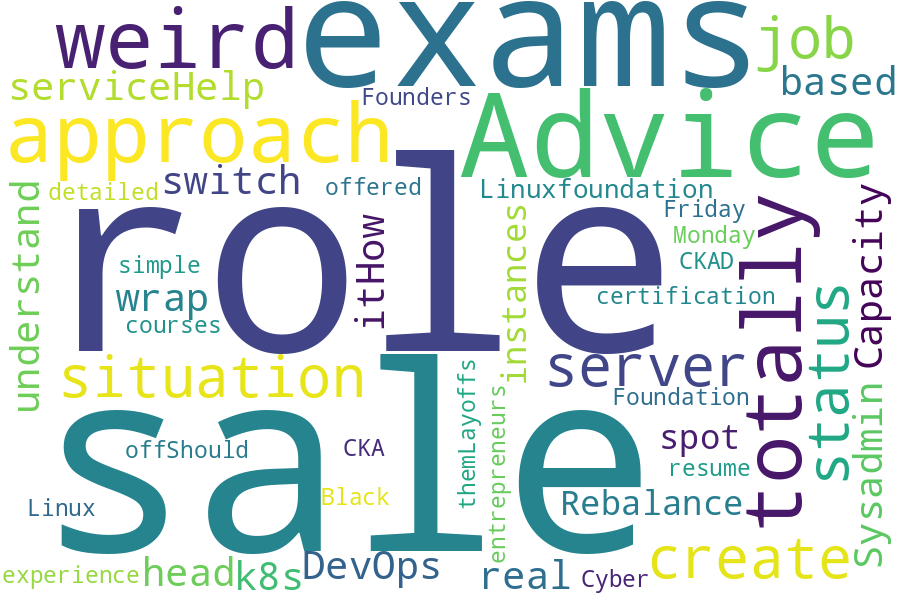 weird
exams
job
serviceHelp
Founders
based
approach
Advice
switch
detailed
offered
Linuxfoundation
role
Friday
Monday
CKAD
understand
simple
wrap
courses
itHow
instances
certification
totally
status
Capacity
situation
server
sale
Foundation
offShould
CKA
themLayoffs
entrepreneurs
spot
resume
Sysadmin
Linux
Black
Rebalance
experience
head
k8s
DevOps
real
Cyber
create